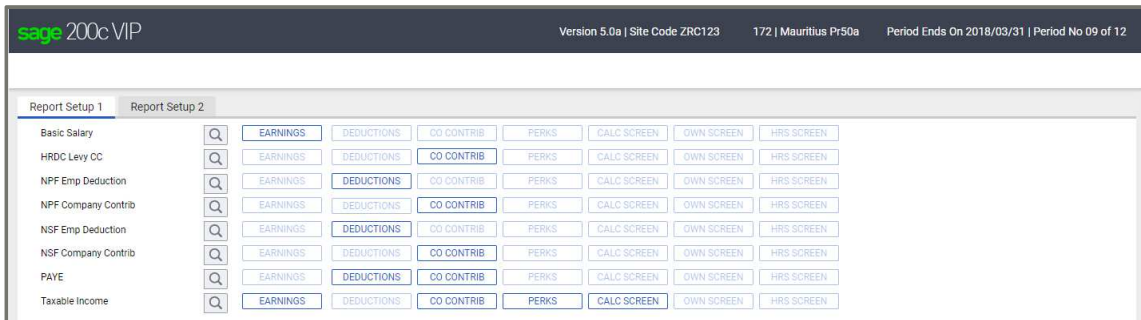 sage 200c VIP Version 5.0a | Site Code ZRC123 172 | Mauritius Pr50a Period Ends On 2018/03/31 | Period No 09 of 12
Report Setup 1 Report Setup 2
Basic Salary EARNINGS DEDUCTIONS CO CONTRIB PERKS CALC SCREEN OWN SCREEN HRS SCREEN
HRDC Levy CC EARNINGS DEDUCTIONS CO CONTRIB PERKS CALC SCREEN OWN SCREEN HRS SCREEN
NPF Emp Deduction EARNINGS DEDUCTIONS CO CONTRIB PERKS CALC SCREEN OWN SCREEN HRS SCREEN
NPF Company Contrib EARNINGS DEDUCTIONS CO CONTRIB PERKS CALC SCREEN OWN SCREEN HRS SCREEN
NSF Emp Deduction EARNINGS DEDUCTIONS CO CONTRIB PERKS CALC SCREEN OWN SCREEN HRS SCREEN
NSF Company Contrib EARNINGS DEDUCTIONS CO CONTRIB PERKS CALC SCREEN OWN SCREEN HRS SCREEN
PAYE EARNINGS DEDUCTIONS CO CONTRIB PERKS CALC SCREEN OWN SCREEN HRS SCREEN
Taxable Income EARNINGS DEDUCTIONS CO CONTRIB PERKS CALC SCREEN OWN SCREEN HRS SCREEN